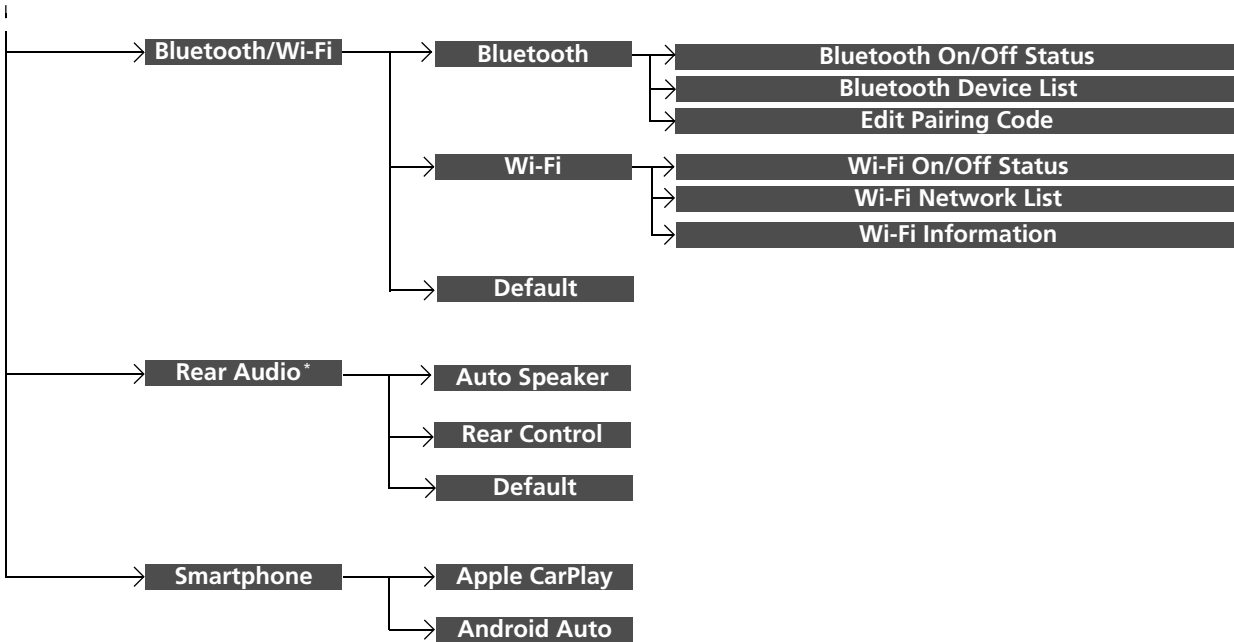 Bluetooth/Wi-Fi
Bluetooth
Bluetooth On/Off Status
Bluetooth Device List
Edit Pairing Code
Wi-Fi
Wi-Fi On/Off Status
Wi-Fi Network List
Wi-Fi Information
Default
Rear Audio*
Auto Speaker
Rear Control
Default
Smartphone
Apple CarPlay
Android Auto